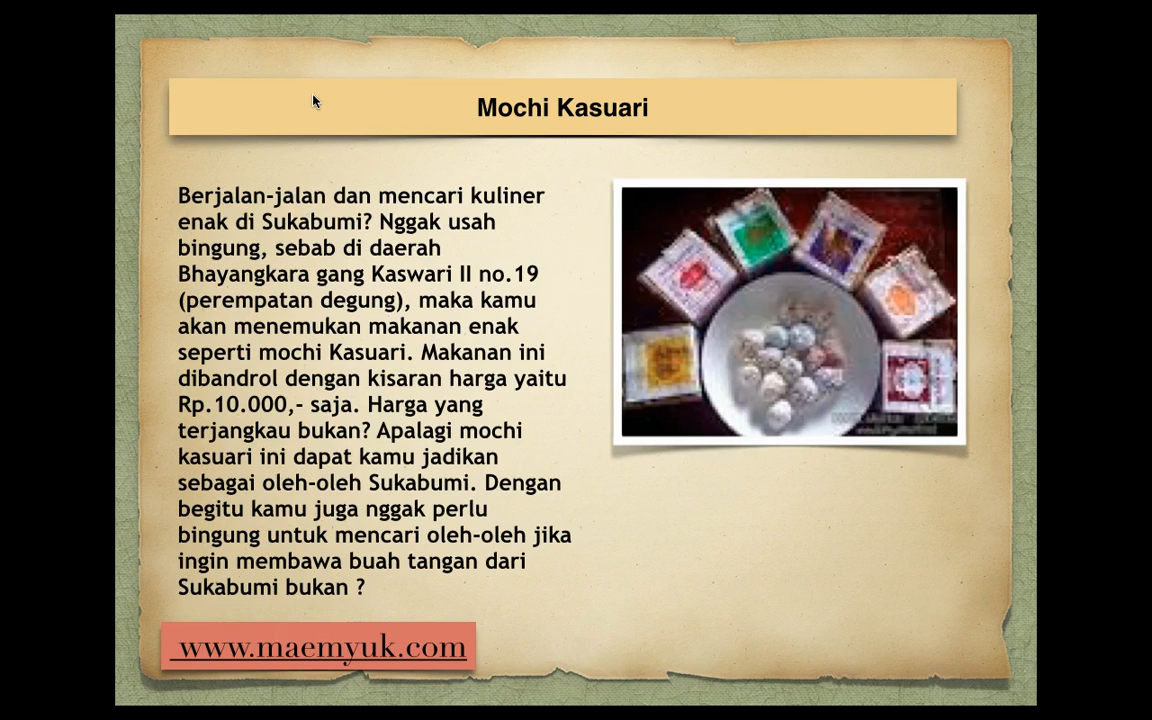 Mochi Kasuari
Berjalan-jalan dan mencari kuliner
enak di Sukabumi? Nggak usah
bingung, sebab di daerah
Bhayangkara gang Kaswari II no.19
(perempatan degung), maka kamu
akan menemukan makanan enak
seperti mochi Kasuari. Makanan ini
dibandrol dengan kisaran harga yaitu
Rp.10.000,- saja. Harga yang
terjangkau bukan? Apalagi mochi
kasuari ini dapat kamu jadikan
sebagai oleh-oleh Sukabumi. Dengan
begitu kamu juga nggak perlu
bingung untuk mencari oleh-oleh jika
ingin membawa buah tangan dari
Sukabumi bukan ?
www.maemyuk.com